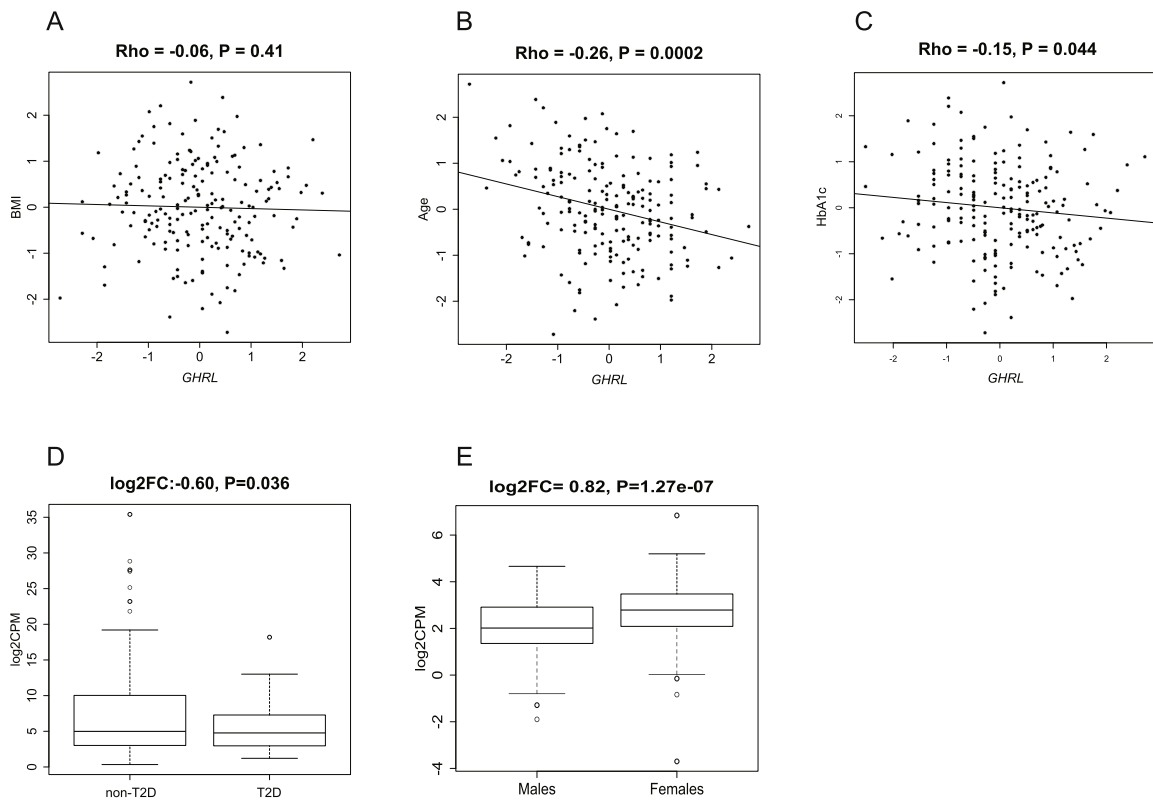 A
Rho = -0.06, P = 0.41
BMI
2
1
0
-1
-2
-2 -1 0 1 2
GHRL
B
Rho = -0.26, P = 0.0002
Age
2
1
0
-1
-2
-2 -1 0 1 2
GHRL
C
Rho = -0.15, P = 0.044
HbA1c
2
1
0
-1
-2
-2 -1 0 1 2
GHRL
D
log2FC:-0.60, P=0.036
log2CPM
35
30
25
20
15
10
5
0
non-T2D T2D
E
log2FC= 0.82, P=1.27e-07
log2CPM
6
4
2
0
-2
-4
Males Females